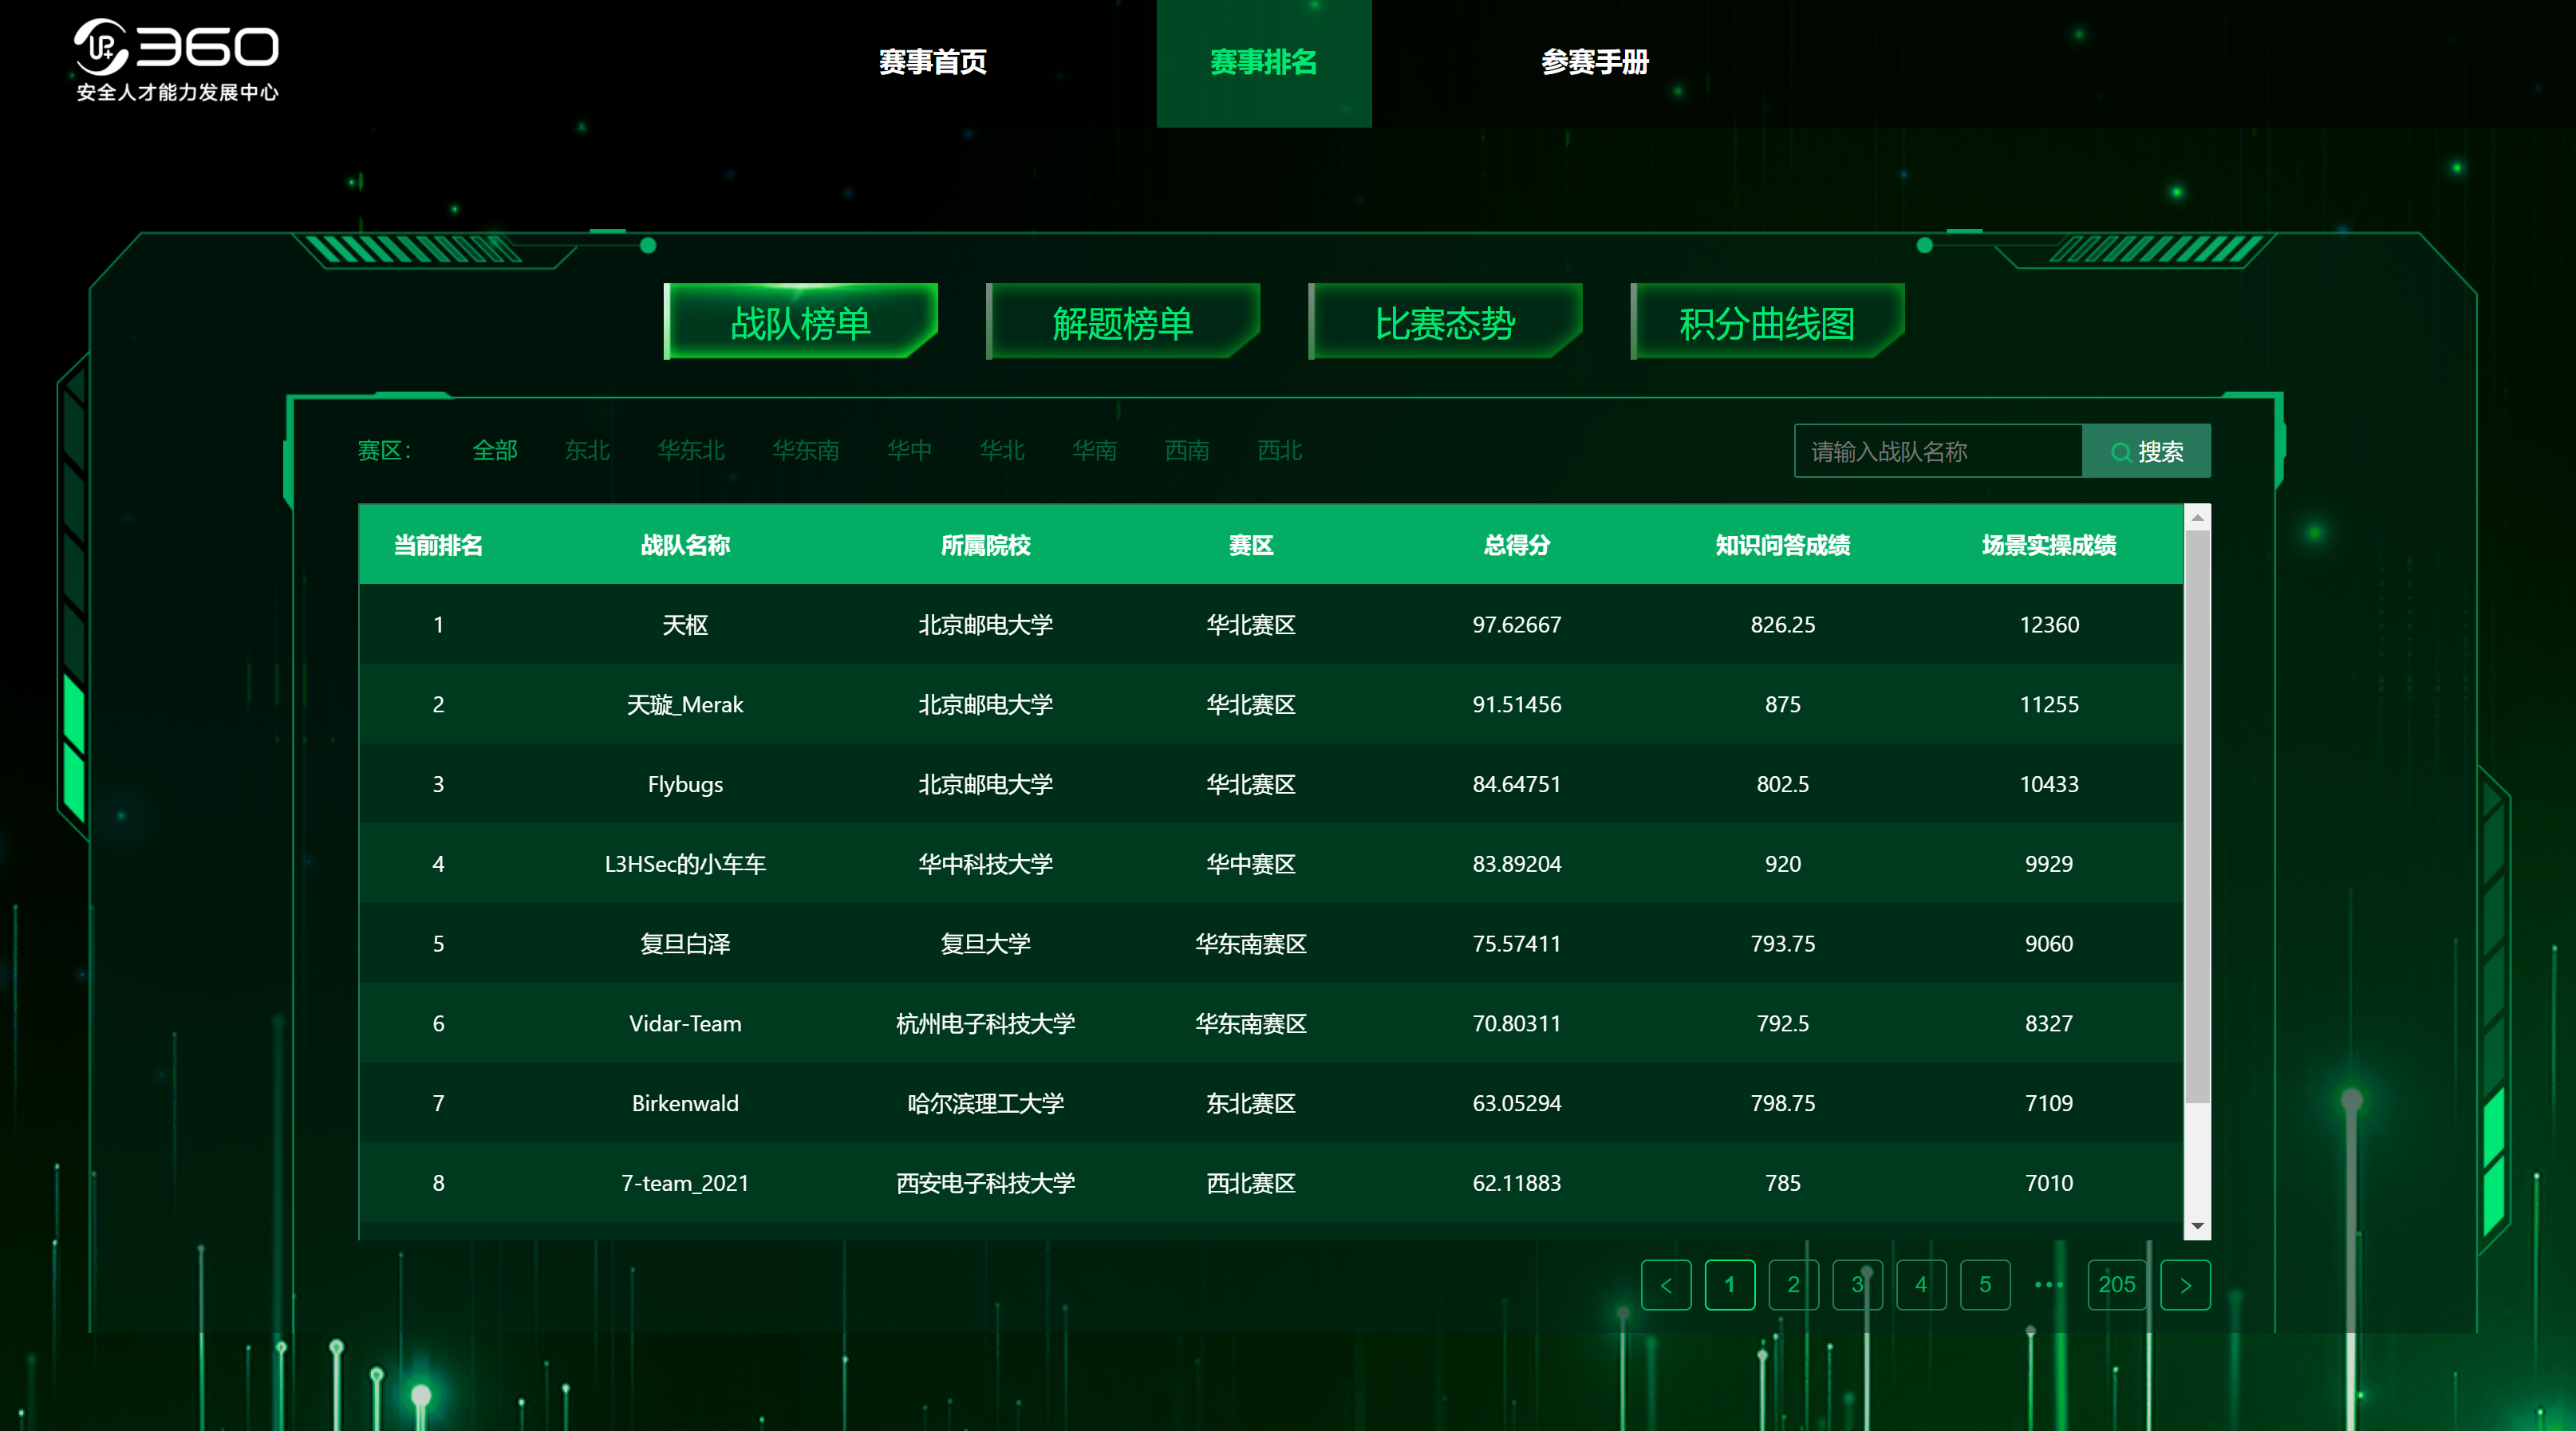 UP+ 360
安全人才能力发展中心
赛事首页 赛事排名 参赛手册
战队榜单 解题榜单 比赛态势 积分曲线图
赛区： 全部 东北 华东北 华东南 华中 华北 华南 西南 西北 请输入战队名称 搜索
当前排名 战队名称 所属院校 赛区 总得分 知识问答成绩 场景实操成绩
1 天枢 北京邮电大学 华北赛区 97.62667 826.25 12360
2 天璇_Merak 北京邮电大学 华北赛区 91.51456 875 11255
3 Flybugs 北京邮电大学 华北赛区 84.64751 802.5 10433
4 L3HSec的小车车 华中科技大学 华中赛区 83.89204 920 9929
5 复旦白泽 复旦大学 华东南赛区 75.57411 793.75 9060
6 Vidar-Team 杭州电子科技大学 华东南赛区 70.80311 792.5 8327
7 Birkenwald 哈尔滨理工大学 东北赛区 63.05294 798.75 7109
8 7-team_2021 西安电子科技大学 西北赛区 62.11883 785 7010
< 1 2 3 4 5 ••• 205 >